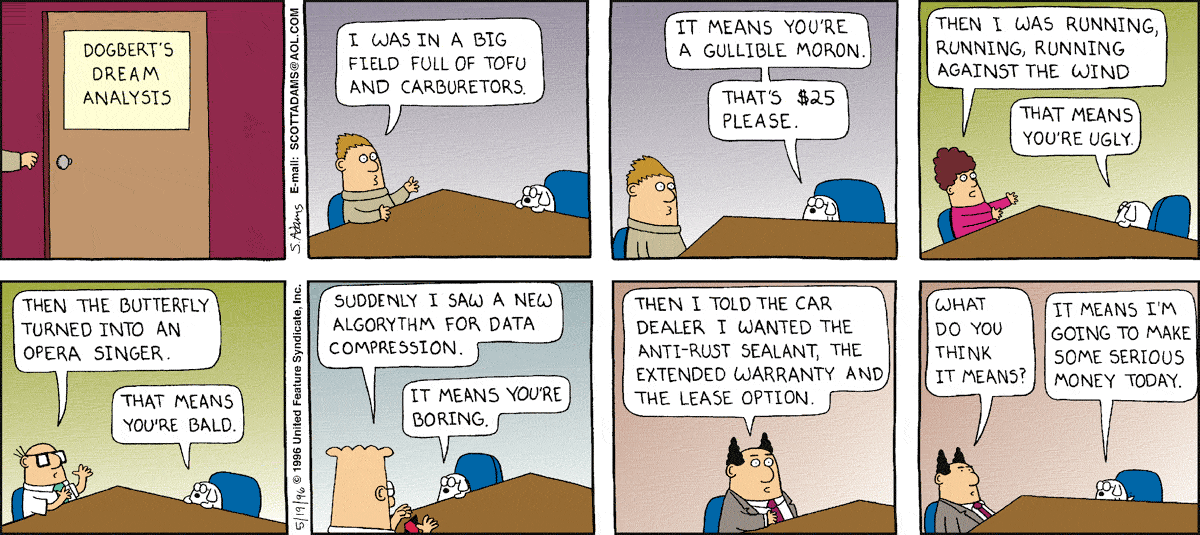 DOGBERT'S
DREAM
ANALYSIS
S.Adams E-mail: SCOTTADAMS@AOL.COM
I WAS IN A BIG
FIELD FULL OF TOFU
AND CARBURETORS.
IT MEANS YOU'RE
A GULLIBLE MORON.
THAT'S $25
PLEASE.
THEN I WAS RUNNING,
RUNNING, RUNNING
AGAINST THE WIND
THAT MEANS
YOU'RE UGLY.
THEN THE BUTTERFLY
TURNED INTO AN
OPERA SINGER.
THAT MEANS
YOU'RE BALD.
5/19/96 © 1996 United Feature Syndicate, Inc.
SUDDENLY I SAW A NEW
ALGORYTHM FOR DATA
COMPRESSION.
IT MEANS YOU'RE
BORING.
THEN I TOLD THE CAR
DEALER I WANTED THE
ANTI-RUST SEALANT, THE
EXTENDED WARRANTY AND
THE LEASE OPTION.
WHAT
DO YOU
THINK
IT MEANS?
IT MEANS I'M
GOING TO MAKE
SOME SERIOUS
MONEY TODAY.